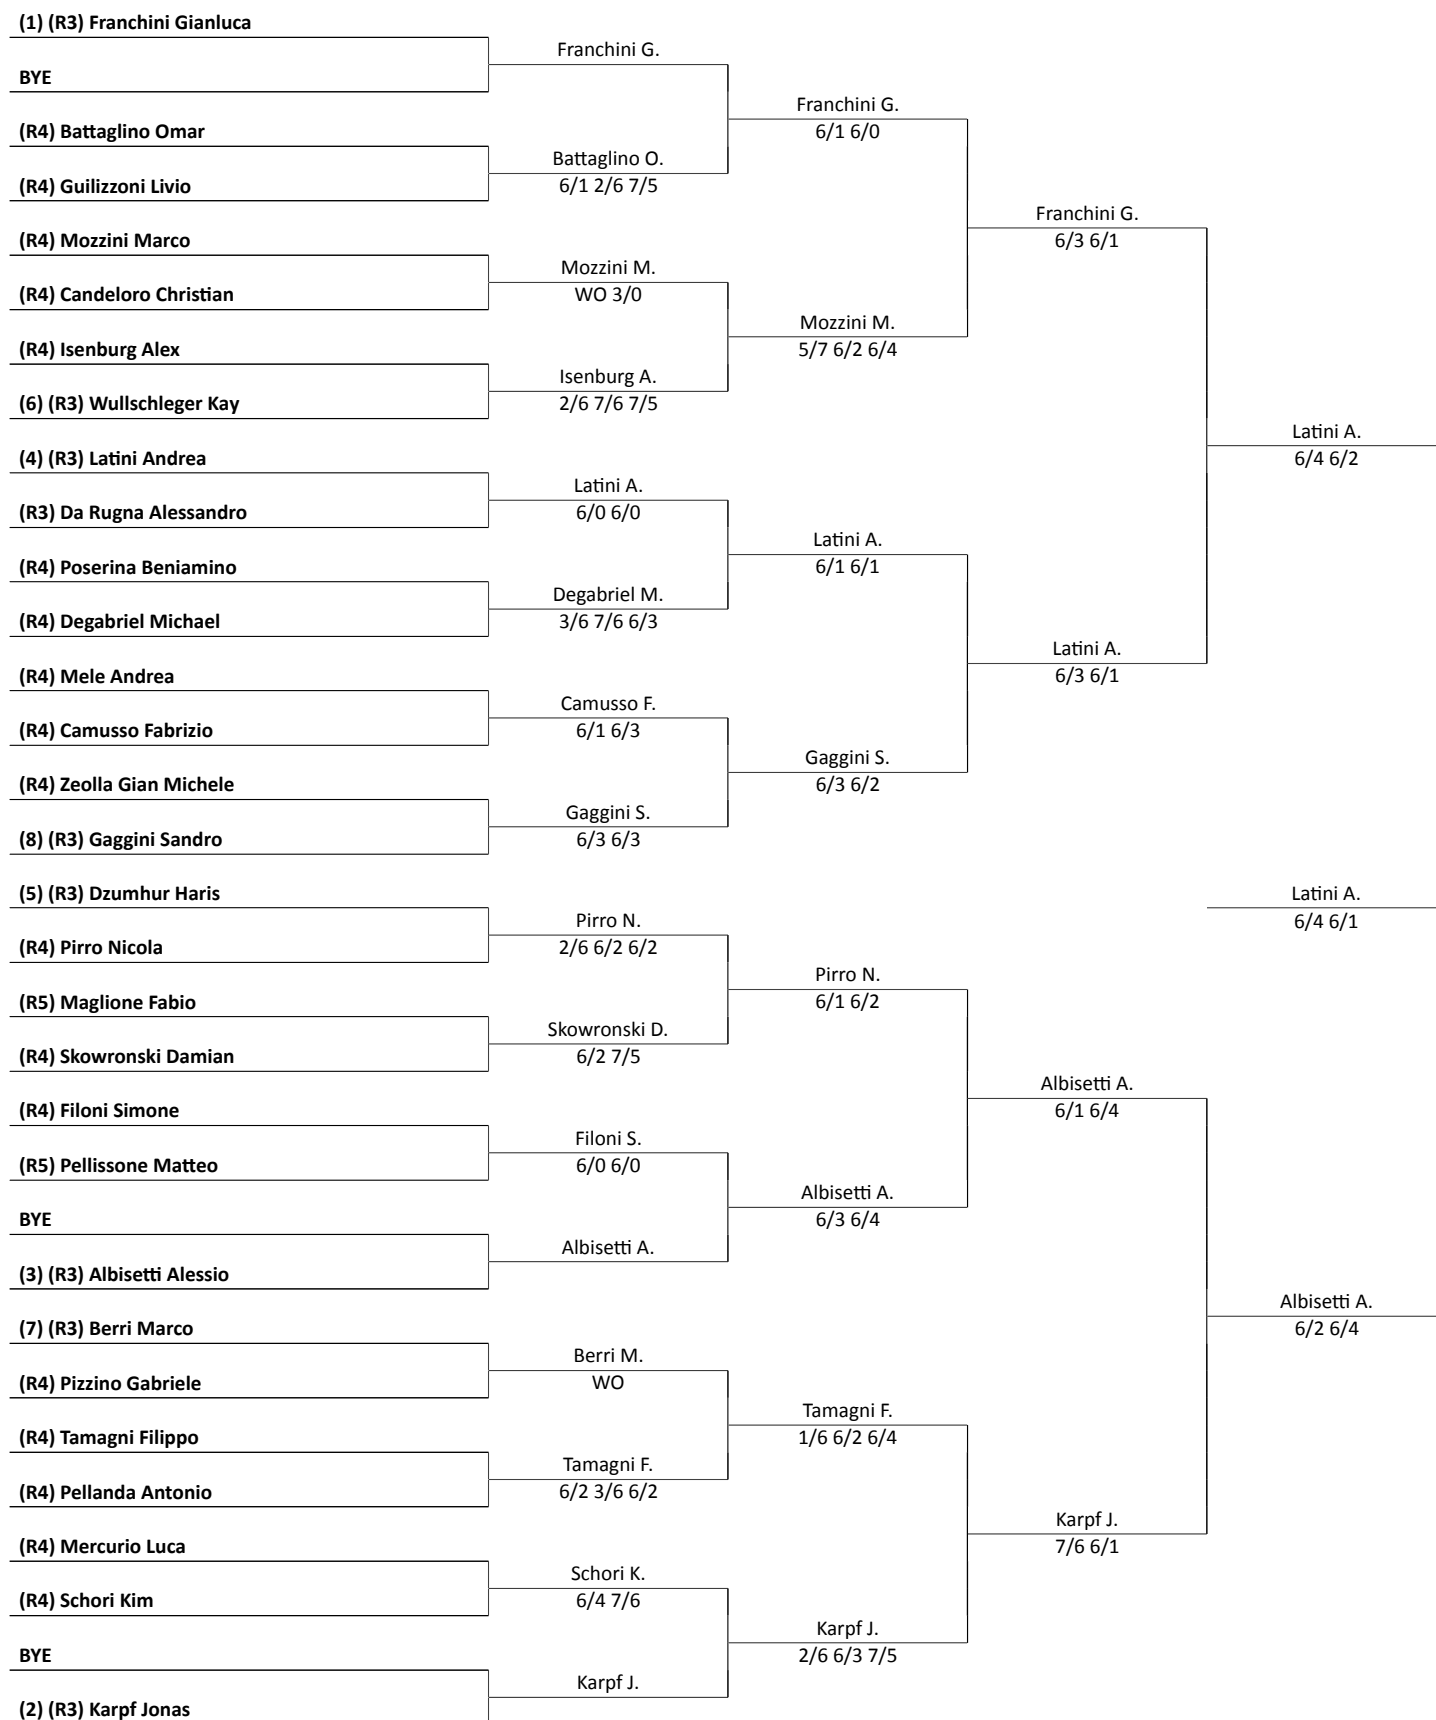 (1) (R3) Franchini Gianluca
BYE
(R4) Battaglino Omar
(R4) Guilizzoni Livio
(R4) Mozzini Marco
(R4) Candeloro Christian
(R4) Isenburg Alex
(6) (R3) Wullschleger Kay
(4) (R3) Latini Andrea
(R3) Da Rugna Alessandro
(R4) Poserina Beniamino
(R4) Degabriel Michael
(R4) Mele Andrea
(R4) Camusso Fabrizio
(R4) Zeolla Gian Michele
(8) (R3) Gaggini Sandro
(5) (R3) Dzumhur Haris
(R4) Pirro Nicola
(R5) Maglione Fabio
(R4) Skowronski Damian
(R4) Filoni Simone
(R5) Pellissone Matteo
BYE
(3) (R3) Albisetti Alessio
(7) (R3) Berri Marco
(R4) Pizzino Gabriele
(R4) Tamagni Filippo
(R4) Pellanda Antonio
(R4) Mercurio Luca
(R4) Schori Kim
BYE
(2) (R3) Karpf Jonas
Franchini G.
Battaglino O.
6/1 2/6 7/5
Mozzini M.
WO 3/0
Isenburg A.
2/6 7/6 7/5
Latini A.
6/0 6/0
Degabriel M.
3/6 7/6 6/3
Camusso F.
6/1 6/3
Gaggini S.
6/3 6/3
Pirro N.
2/6 6/2 6/2
Skowronski D.
6/2 7/5
Filoni S.
6/0 6/0
Albisetti A.
Berri M.
WO
Tamagni F.
6/2 3/6 6/2
Schori K.
6/4 7/6
Karpf J.
Franchini G.
6/1 6/0
Mozzini M.
5/7 6/2 6/4
Latini A.
6/1 6/1
Gaggini S.
6/3 6/2
Pirro N.
6/1 6/2
Albisetti A.
6/3 6/4
Tamagni F.
1/6 6/2 6/4
Karpf J.
2/6 6/3 7/5
Franchini G.
6/3 6/1
Latini A.
6/3 6/1
Albisetti A.
6/1 6/4
Karpf J.
7/6 6/1
Latini A.
6/4 6/2
Latini A.
6/4 6/1
Albisetti A.
6/2 6/4